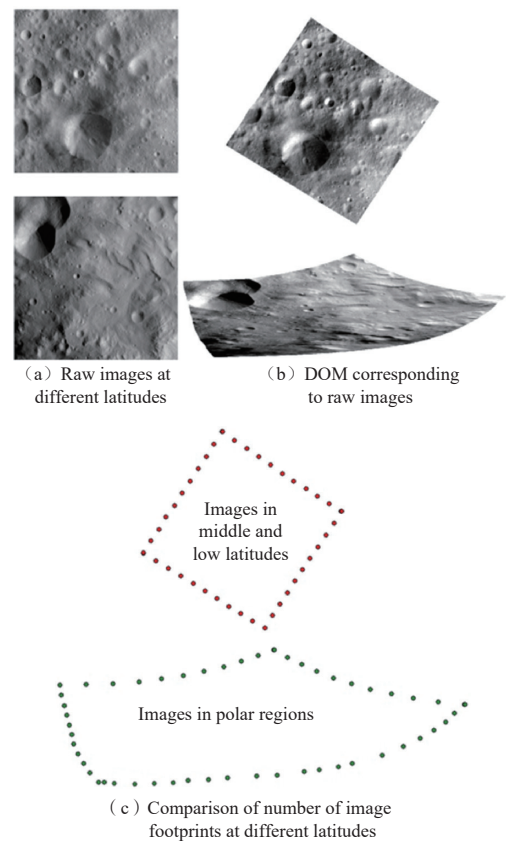 （a）Raw images at
different latitudes
（b）DOM corresponding
to raw images
Images in
middle and
low latitudes
Images in polar regions
（c）Comparison of number of image
footprints at different latitudes